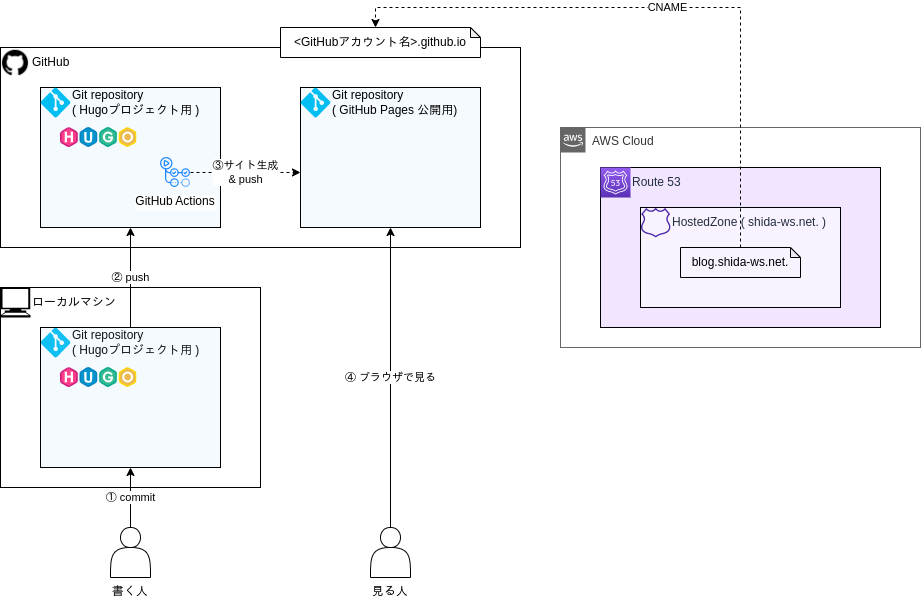 CNAME
<GitHubアカウント名>.github.io
GitHub
Git repository
( Hugoプロジェクト用 )
HUGO
③サイト生成
& push
GitHub Actions
Git repository
( GitHub Pages 公開用)
aws
AWS Cloud
53
Route 53
HostedZone ( shida-ws.net. )
blog.shida-ws.net.
② push
ローカルマシン
Git repository
( Hugoプロジェクト用 )
HUGO
④ ブラウザで見る
① commit
書く人
見る人